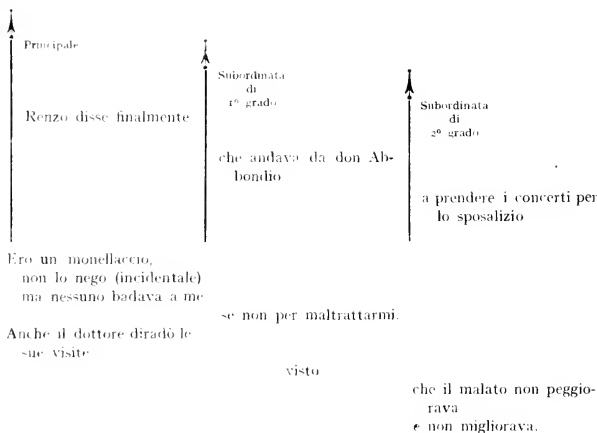 Principale
Subordinata
di
1º grado
Subordinata
di
2º grado
Renzo disse finalmente
che andava da don Ab-
bondio
a prendere i concerti per
lo sposalizio
Ero un monellaccio,
non lo nego (incidentale)
ma nessuno badava a me
se non per maltrattarmi.
Anche il dottore diradò le
sue visite
visto
che il malato non peggio-
rava
e non migliorava.